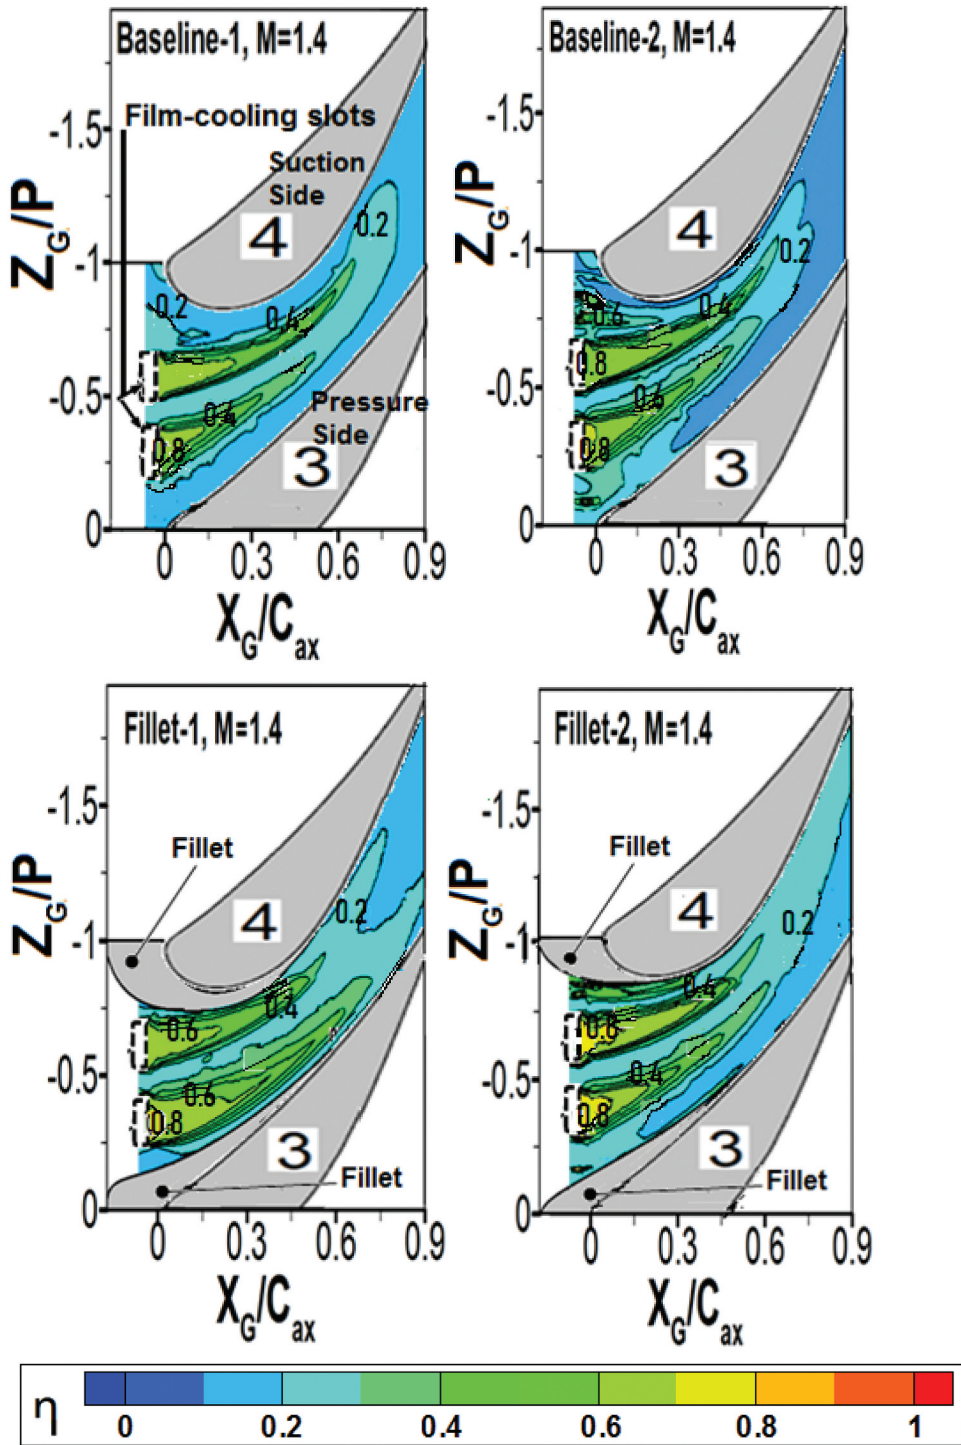 Baseline-1, M=1.4
Film-cooling slots
Suction
Side
4
0.2
0.2
0.4
0.4
0.8
Pressure
Side
3
Z_G/P
-1.5
-1
-0.5
0
0 0.3 0.6 0.9
X_G/C_ax
Baseline-2, M=1.4
4
0.2
0.4
0.6
0.8
0.6
0.8
3
Z_G/P
-1.5
-1
-0.5
0
0 0.3 0.6 0.9
X_G/C_ax
Fillet-1, M=1.4
Fillet
4
0.2
0.4
0.6
0.6
0.8
3
Fillet
Z_G/P
-1.5
-1
-0.5
0
0 0.3 0.6 0.9
X_G/C_ax
Fillet-2, M=1.4
Fillet
4
0.2
0.4
0.8
0.4
0.8
3
Fillet
Z_G/P
-1.5
-1
-0.5
0
0 0.3 0.6 0.9
X_G/C_ax
η
0 0.2 0.4 0.6 0.8 1